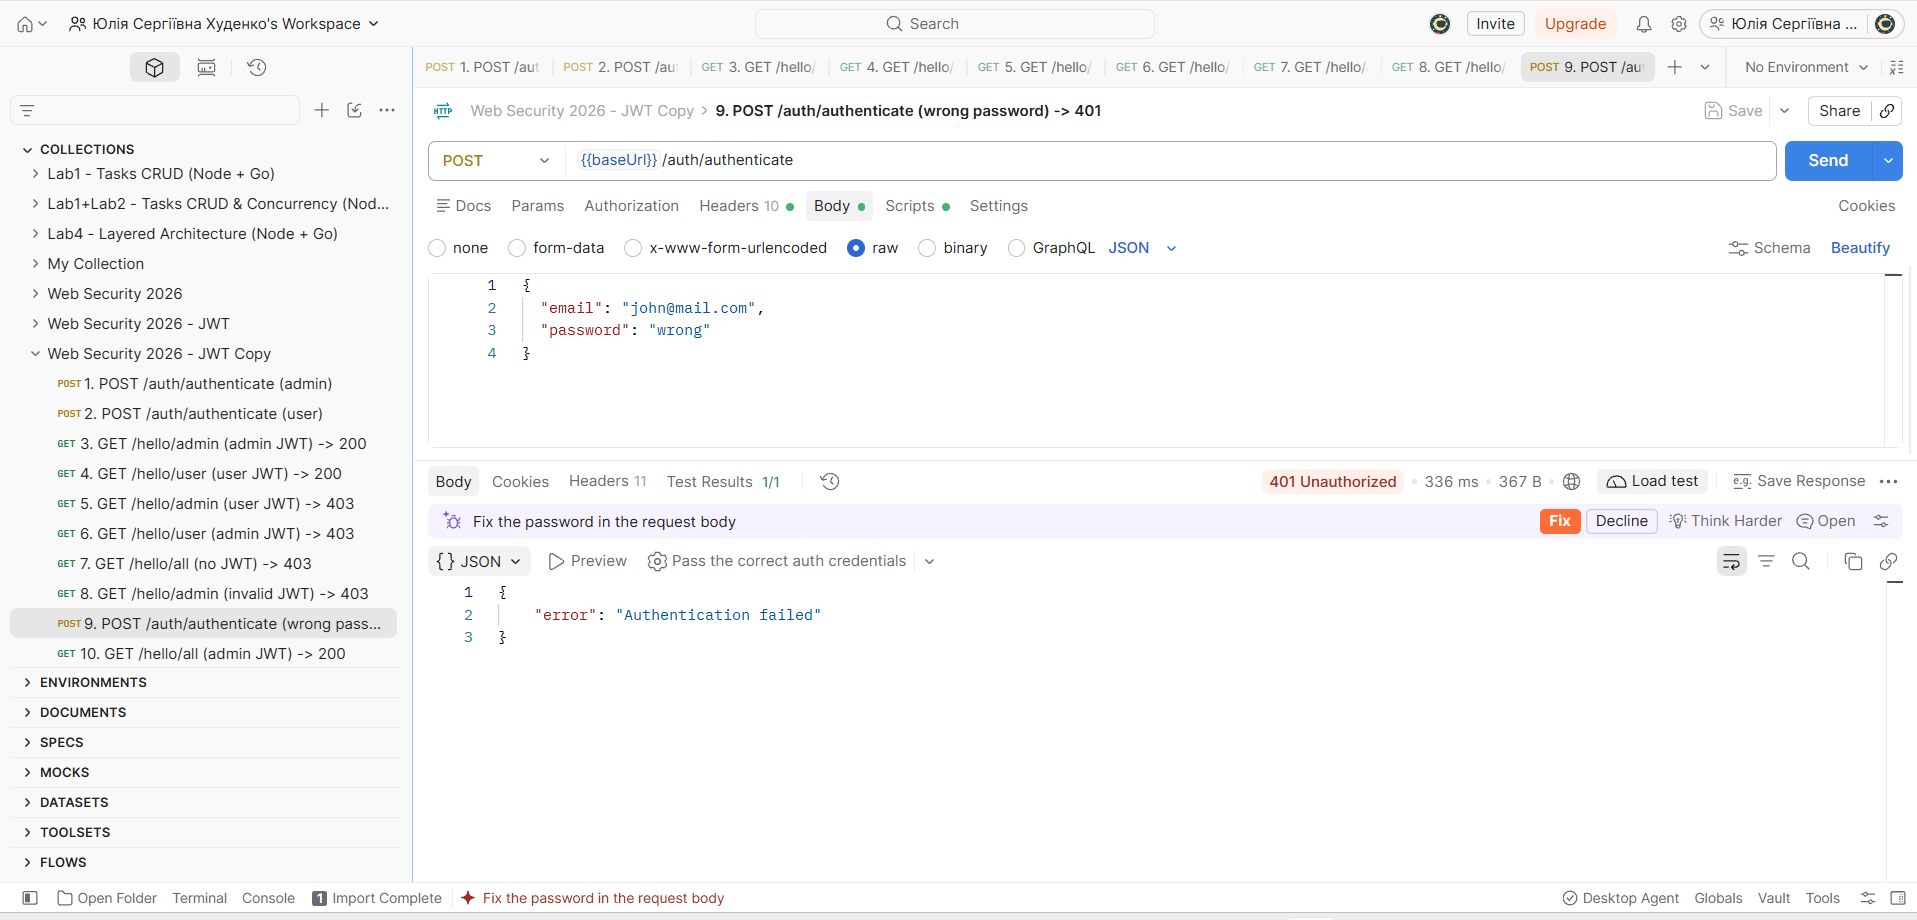 Юлія Сергіївна Худенко's Workspace
Search
Invite
Upgrade
Юлія Сергіївна ...
POST 1. POST /aut
POST 2. POST /au
GET 3. GET /hello/
GET 4. GET /hello/
GET 5. GET /hello/
GET 6. GET /hello/
GET 7. GET /hello/
GET 8. GET /hello/
POST 9. POST /au
No Environment
COLLECTIONS
Lab1 - Tasks CRUD (Node + Go)
Lab1+Lab2 - Tasks CRUD & Concurrency (Nod...
Lab4 - Layered Architecture (Node + Go)
My Collection
Web Security 2026
Web Security 2026 - JWT
Web Security 2026 - JWT Copy
POST 1. POST /auth/authenticate (admin)
POST 2. POST /auth/authenticate (user)
GET 3. GET /hello/admin (admin JWT) -> 200
GET 4. GET /hello/user (user JWT) -> 200
GET 5. GET /hello/admin (user JWT) -> 403
GET 6. GET /hello/user (admin JWT) -> 403
GET 7. GET /hello/all (no JWT) -> 403
GET 8. GET /hello/admin (invalid JWT) -> 403
POST 9. POST /auth/authenticate (wrong pass...
GET 10. GET /hello/all (admin JWT) -> 200
ENVIRONMENTS
DOCUMENTS
SPECS
MOCKS
DATASETS
TOOLSETS
FLOWS
HTTP Web Security 2026 - JWT Copy > 9. POST /auth/authenticate (wrong password) -> 401
Save
Share
POST {{baseUrl}} /auth/authenticate
Send
Docs Params Authorization Headers 10 Body Scripts Settings
Cookies
none form-data x-www-form-urlencoded raw binary GraphQL JSON
Schema Beautify
1 {
2 "email": "john@mail.com",
3 "password": "wrong"
4 }
Body Cookies Headers 11 Test Results 1/1
401 Unauthorized 336 ms 367 B
Load test
e.g. Save Response
Fix the password in the request body
Fix Decline Think Harder Open
{} JSON Preview Pass the correct auth credentials
1 {
2 "error": "Authentication failed"
3 }
Open Folder Terminal Console 1 Import Complete Fix the password in the request body
Desktop Agent Globals Vault Tools